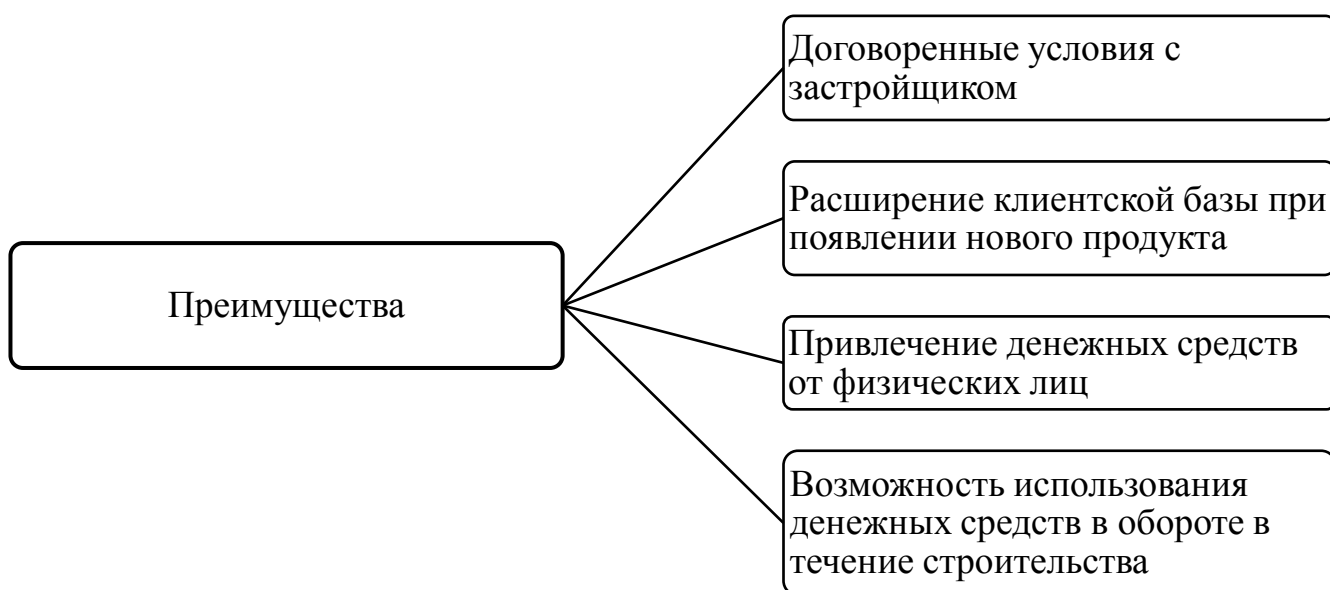 Преимущества
Договоренные условия с
застройщиком
Расширение клиентской базы при
появлении нового продукта
Привлечение денежных средств
от физических лиц
Возможность использования
денежных средств в обороте в
течение строительства